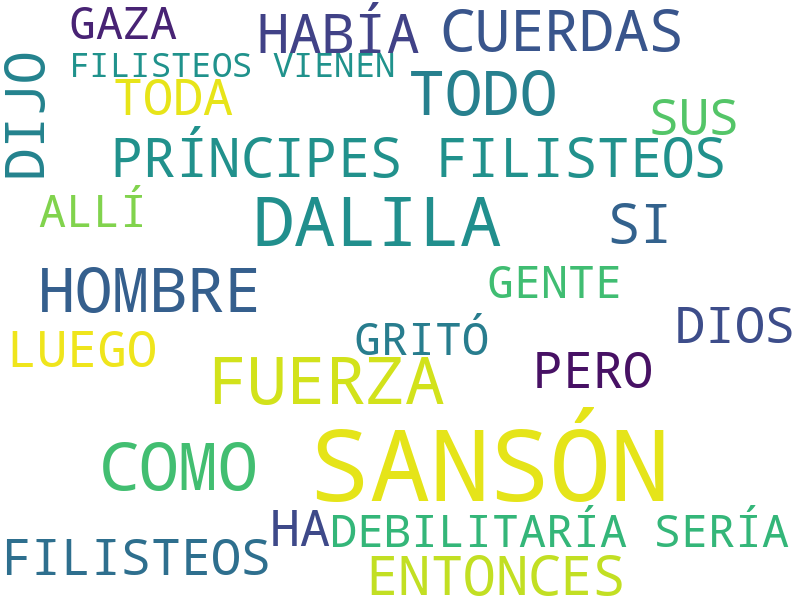 GAZA
HABÍA
CUERDAS
DIJO
FILISTEOS VIENEN
TODA
TODO
SUS
PRÍNCIPES FILISTEOS
ALLÍ
DALILA
SI
HOMBRE
GENTE
DIOS
LUEGO
GRITÓ
FUERZA
PERO
COMO
SANSÓN
HA
DEBILITARÍA SERÍA
FILISTEOS
ENTONCES